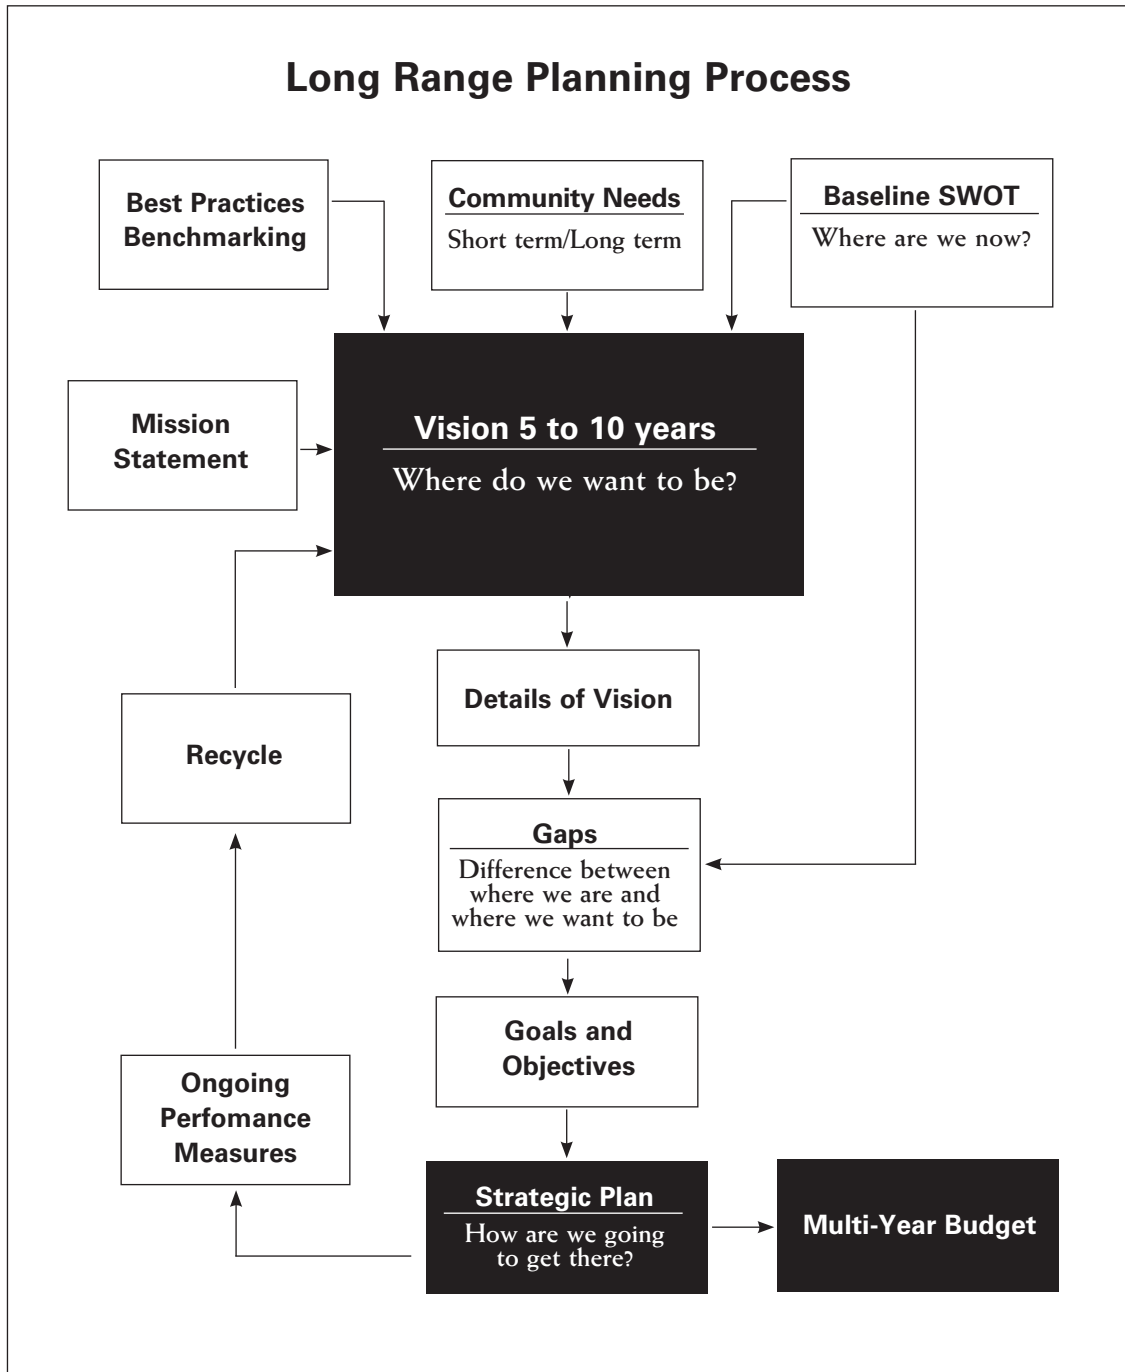 Long Range Planning Process
Best Practices
Benchmarking
Community Needs
Short term/Long term
Baseline SWOT
Where are we now?
Mission
Statement
Vision 5 to 10 years
Where do we want to be?
Details of Vision
Recycle
Gaps
Difference between
where we are and
where we want to be
Goals and
Objectives
Ongoing
Perfomance
Measures
Strategic Plan
How are we going
to get there?
Multi-Year Budget